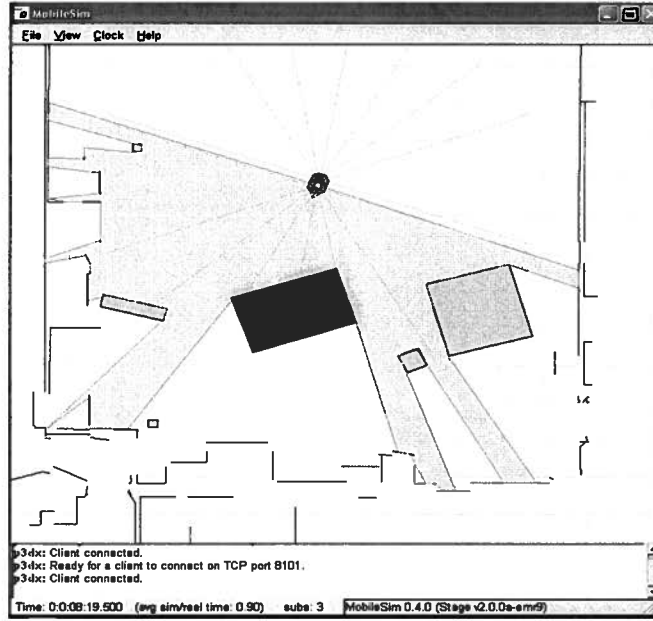 MobileSim
File View Clock Help
p3dx: Client connected.
p3dx: Ready for a client to connect on TCP port 8101.
p3dx: Client connected.
Time: 0:0:08:19.500 (avg sim/real time: 0.90) subs: 3 MobileSim 0.4.0 (Stage v2.0.0a-amr9)